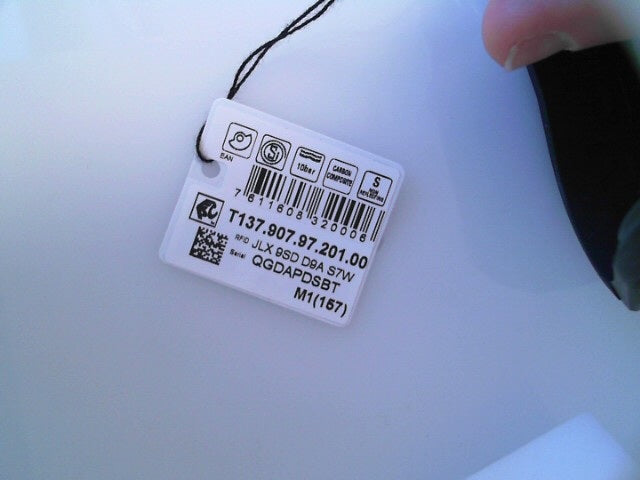 EAN
S
10bar
CARBON
COMPOSITE
S
7 611608 320006
T137.907.97.201.00
RFID JLX 9SD D9A S7W
Serial QGDAPDSBT
M1(157)